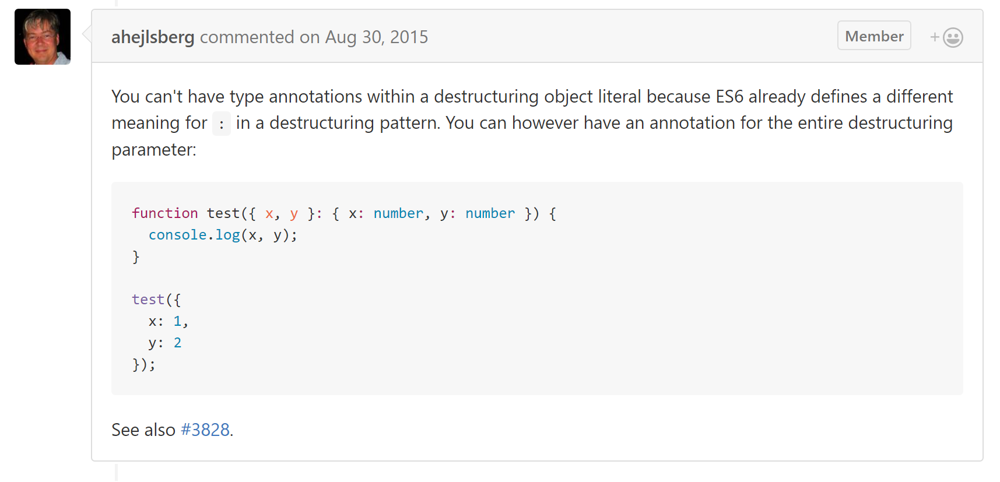 ahejlsberg commented on Aug 30, 2015 Member +
You can't have type annotations within a destructuring object literal because ES6 already defines a different
meaning for : in a destructuring pattern. You can however have an annotation for the entire destructuring
parameter:
function test({ x, y }: { x: number, y: number }) {
  console.log(x, y);
}
test({
  x: 1,
  y: 2
});
See also #3828.